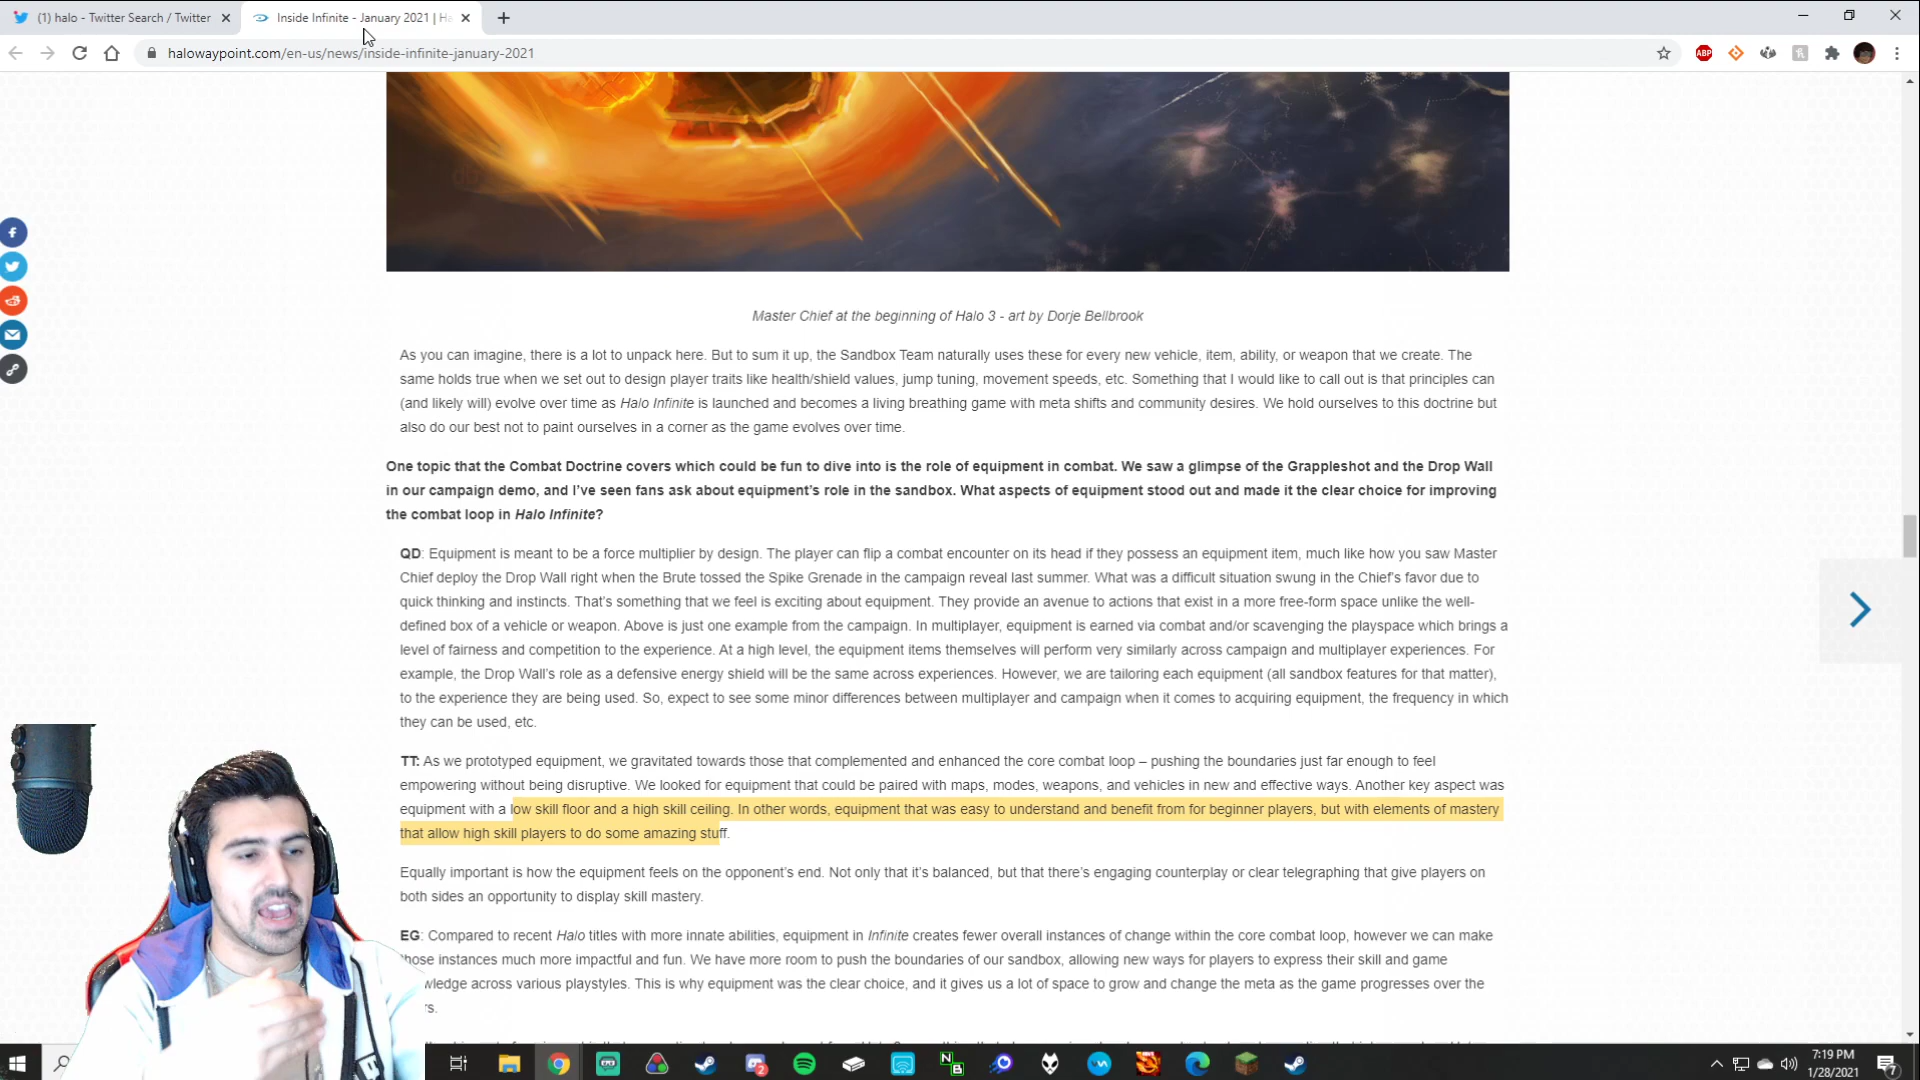 (1) halo - Twitter Search / Twitter
Inside Infinite - January 2021 | Ha
halowaypoint.com/en-us/news/inside-infinite-january-2021
ABP
Master Chief at the beginning of Halo 3 - art by Dorje Bellbrook
As you can imagine, there is a lot to unpack here. But to sum it up, the Sandbox Team naturally uses these for every new vehicle, item, ability, or weapon that we create. The
same holds true when we set out to design player traits like health/shield values, jump tuning, movement speeds, etc. Something that I would like to call out is that principles can
(and likely will) evolve over time as Halo Infinite is launched and becomes a living breathing game with meta shifts and community desires. We hold ourselves to this doctrine but
also do our best not to paint ourselves in a corner as the game evolves over time.
One topic that the Combat Doctrine covers which could be fun to dive into is the role of equipment in combat. We saw a glimpse of the Grappleshot and the Drop Wall
in our campaign demo, and I've seen fans ask about equipment's role in the sandbox. What aspects of equipment stood out and made it the clear choice for improving
the combat loop in Halo Infinite?
QD: Equipment is meant to be a force multiplier by design. The player can flip a combat encounter on its head if they possess an equipment item, much like how you saw Master
Chief deploy the Drop Wall right when the Brute tossed the Spike Grenade in the campaign reveal last summer. What was a difficult situation swung in the Chief's favor due to
quick thinking and instincts. That's something that we feel is exciting about equipment. They provide an avenue to actions that exist in a more free-form space unlike the well-
defined box of a vehicle or weapon. Above is just one example from the campaign. In multiplayer, equipment is earned via combat and/or scavenging the playspace which brings a
level of fairness and competition to the experience. At a high level, the equipment items themselves will perform very similarly across campaign and multiplayer experiences. For
example, the Drop Wall's role as a defensive energy shield will be the same across experiences. However, we are tailoring each equipment (all sandbox features for that matter),
to the experience they are being used. So, expect to see some minor differences between multiplayer and campaign when it comes to acquiring equipment, the frequency in which
they can be used, etc.
TT: As we prototyped equipment, we gravitated towards those that complemented and enhanced the core combat loop – pushing the boundaries just far enough to feel
empowering without being disruptive. We looked for equipment that could be paired with maps, modes, weapons, and vehicles in new and effective ways. Another key aspect was
equipment with a low skill floor and a high skill ceiling. In other words, equipment that was easy to understand and benefit from for beginner players, but with elements of mastery
that allow high skill players to do some amazing stuff.
Equally important is how the equipment feels on the opponent's end. Not only that it's balanced, but that there's engaging counterplay or clear telegraphing that give players on
both sides an opportunity to display skill mastery.
EG: Compared to recent Halo titles with more innate abilities, equipment in Infinite creates fewer overall instances of change within the core combat loop, however we can make
those instances much more impactful and fun. We have more room to push the boundaries of our sandbox, allowing new ways for players to express their skill and game
wledge across various playstyles. This is why equipment was the clear choice, and it gives us a lot of space to grow and change the meta as the game progresses over the
rs.
7:19 PM
1/28/2021